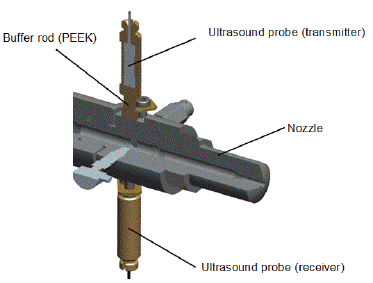 Ultrasound probe (transmitter)
Buffer rod (PEEK)
Nozzle
Ultrasound probe (receiver)